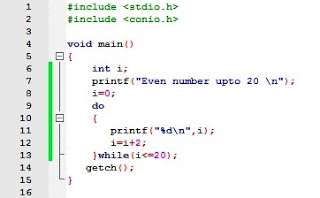 1 #include <stdio.h>
2 #include <conio.h>
3
4 void main()
5 {
6 int i;
7 printf("Even number upto 20 \n");
8 i=0;
9 do
10 {
11 printf("%d\n",i);
12 i=i+2;
13 }while(i<=20);
14 getch();
15 }
16